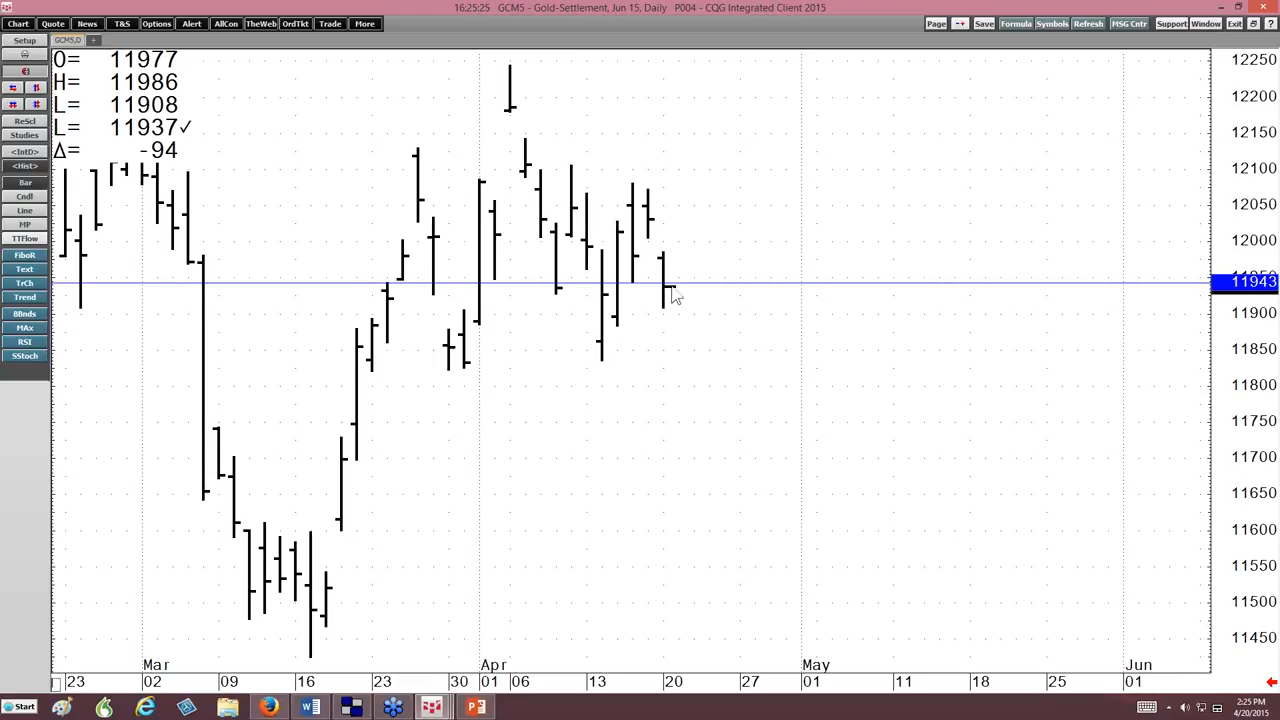 16:25:25 GCM5 - Gold-Settlement, Jun 15, Daily P004 - CQG Integrated Client 2015
Chart Quote News T&S Options Alert AllCon TheWeb OrdTkt Trade More Page -+ Save Formula Symbols Refresh MSG Cntr Support Window Exit ?
Setup GCM5,D +
O= 11977
H= 11986
L= 11908
L= 11937✓
Δ= -94
ReScl
Studies
<IntD>
<Hist>
Bar
Cndl
Line
MP
TTFlow
FiboR
Text
TrCh
Trend
BBnds
MAx
RSI
SStoch
12250
12200
12150
12100
12050
12000
11943
11900
11850
11800
11750
11700
11650
11600
11550
11500
11450
Mar Apr May Jun
23 02 09 16 23 30 01 06 13 20 27 01 11 18 25 01
Start
2:25 PM
4/20/2015